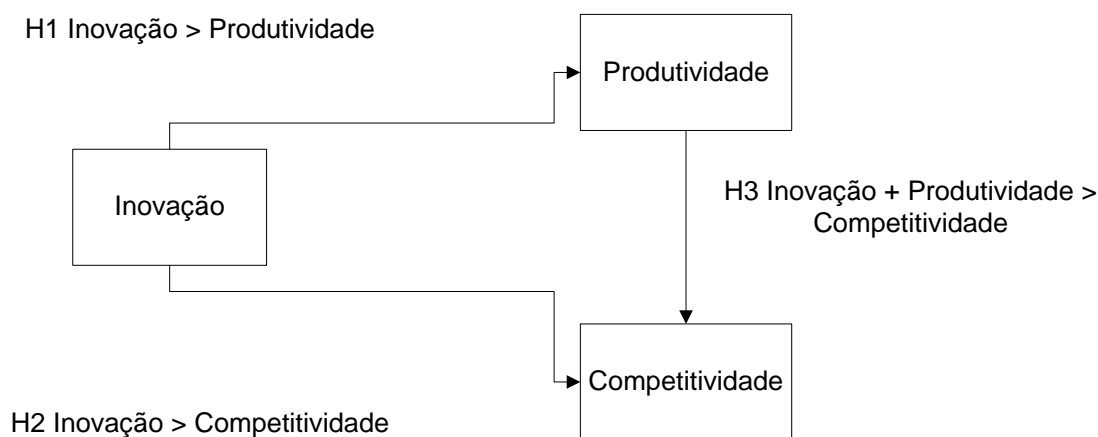 H1 Inovação > Produtividade
Produtividade
Inovação
H3 Inovação + Produtividade >
Competitividade
Competitividade
H2 Inovação > Competitividade